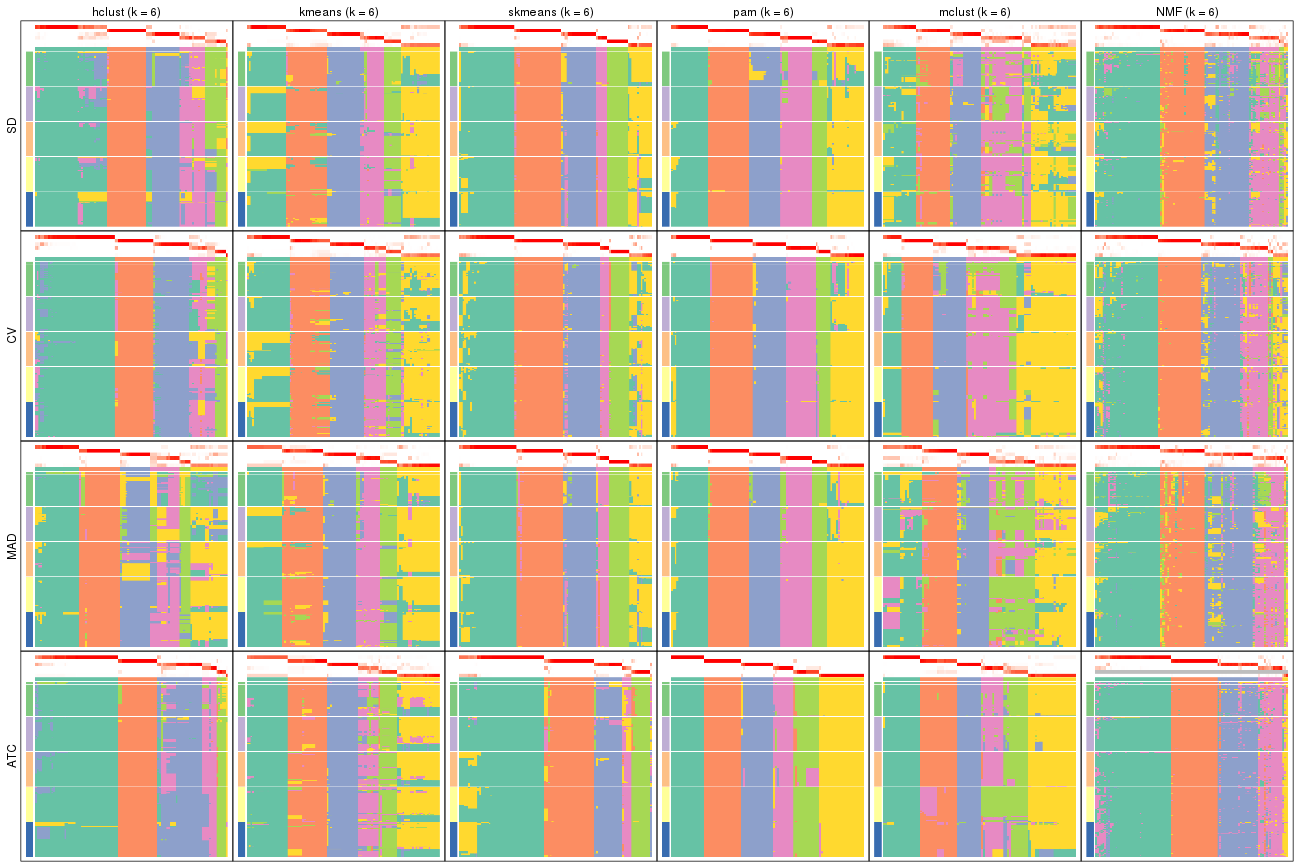 hclust (k = 6) kmeans (k = 6) skmeans (k = 6) pam (k = 6) mclust (k = 6) NMF (k = 6)
SD
CV
MAD
ATC